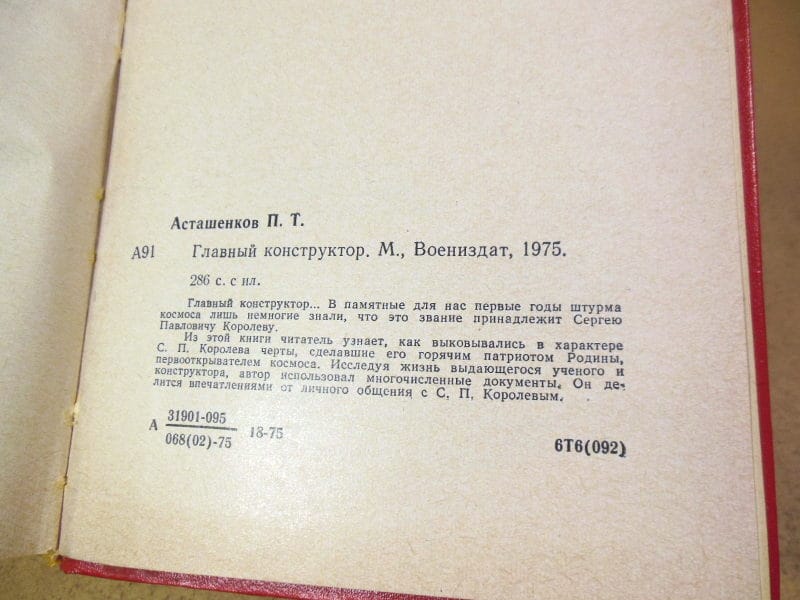 Асташенков П. Т.
А91 Главный конструктор. М., Воениздат, 1975.
286 с. с ил.
Главный конструктор... В памятные для нас первые годы штурма
космоса лишь немногие знали, что это звание принадлежит Сергею
Павловичу Королеву.
Из этой книги читатель узнает, как выковывались в характере
С. П. Королева черты, сделавшие его горячим патриотом Родины,
первооткрывателем космоса. Исследуя жизнь выдающегося ученого и
конструктора, автор использовал многочисленные документы. Он де-
лится впечатлениями от личного общения с С. П. Королевым.
31901-095
А 18-75
068(02)-75
6Т6(092)